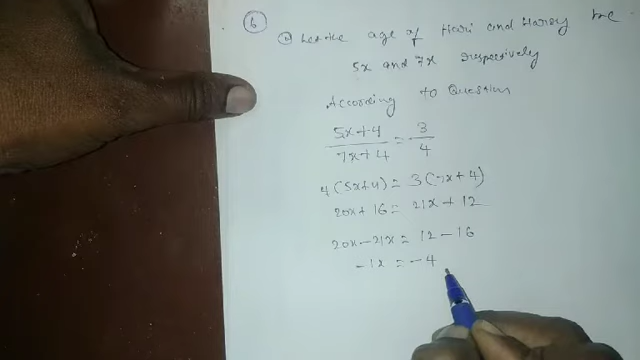 6
a) Let the age of Hari and Harry be
5x and 7x respectively
According to Question
5x+4/7x+4 = 3/4
4(5x+4) = 3(7x+4)
20x+16 = 21x+12
20x-21x = 12-16
-1x = -4